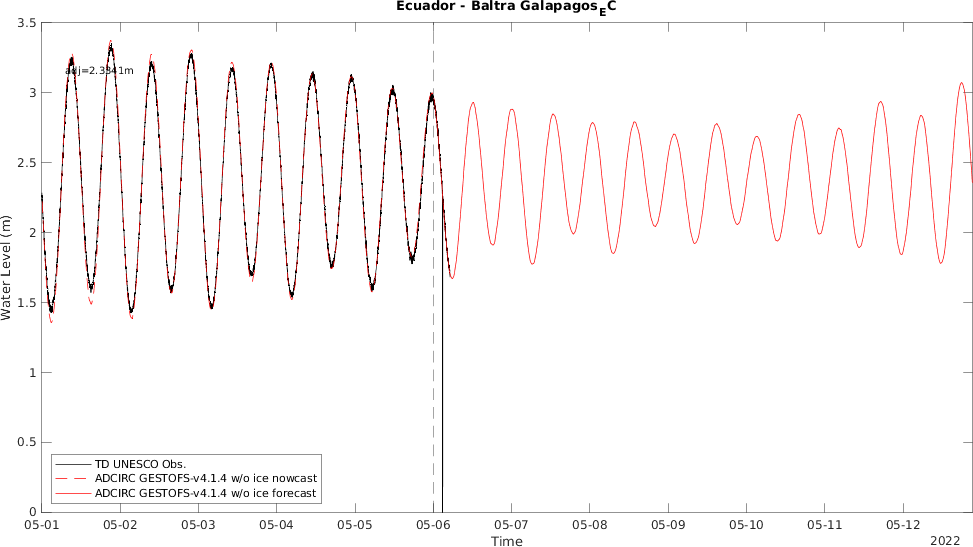 Ecuador - Baltra Galapagos_EC
3.5
adj=2.3341m
3
2.5
2
1.5
1
0.5
0
Water Level (m)
TD UNESCO Obs.
ADCIRC GESTOFS-v4.1.4 w/o ice nowcast
ADCIRC GESTOFS-v4.1.4 w/o ice forecast
05-01 05-02 05-03 05-04 05-05 05-06 05-07 05-08 05-09 05-10 05-11 05-12
Time
2022